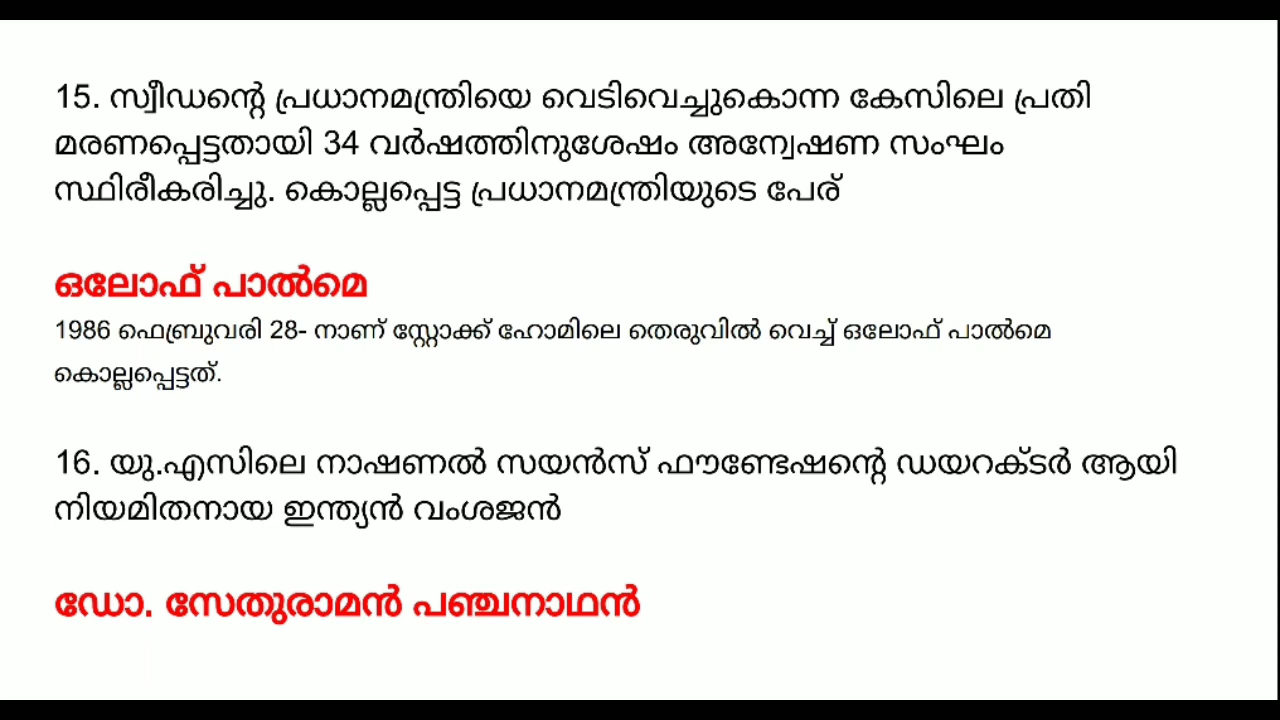 15. സ്വീഡന്റെ പ്രധാനമന്ത്രിയെ വെടിവെച്ചുകൊന്ന കേസിലെ പ്രതി
മരണപ്പെട്ടതായി 34 വർഷത്തിനുശേഷം അന്വേഷണ സംഘം
സ്ഥിരീകരിച്ചു. കൊല്ലപ്പെട്ട പ്രധാനമന്ത്രിയുടെ പേര്
ഒലോഫ് പാൽമെ
1986 ഫെബ്രുവരി 28- നാണ് സ്റ്റോക്ക് ഹോമിലെ തെരുവിൽ വെച്ച് ഒലോഫ് പാൽമെ
കൊല്ലപ്പെട്ടത്.
16. യു.എസിലെ നാഷണൽ സയൻസ് ഫൗണ്ടേഷന്റെ ഡയറക്ടർ ആയി
നിയമിതനായ ഇന്ത്യൻ വംശജൻ
ഡോ. സേതുരാമൻ പഞ്ചനാഥൻ